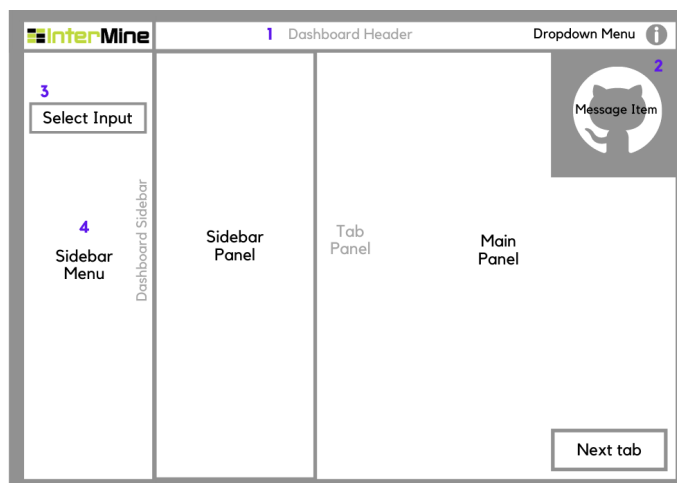 InterMine
1 Dashboard Header
Dropdown Menu i
2
Message Item
3
Select Input
4
Sidebar
Menu
Dashboard Sidebar
Sidebar
Panel
Tab
Panel
Main
Panel
Next tab